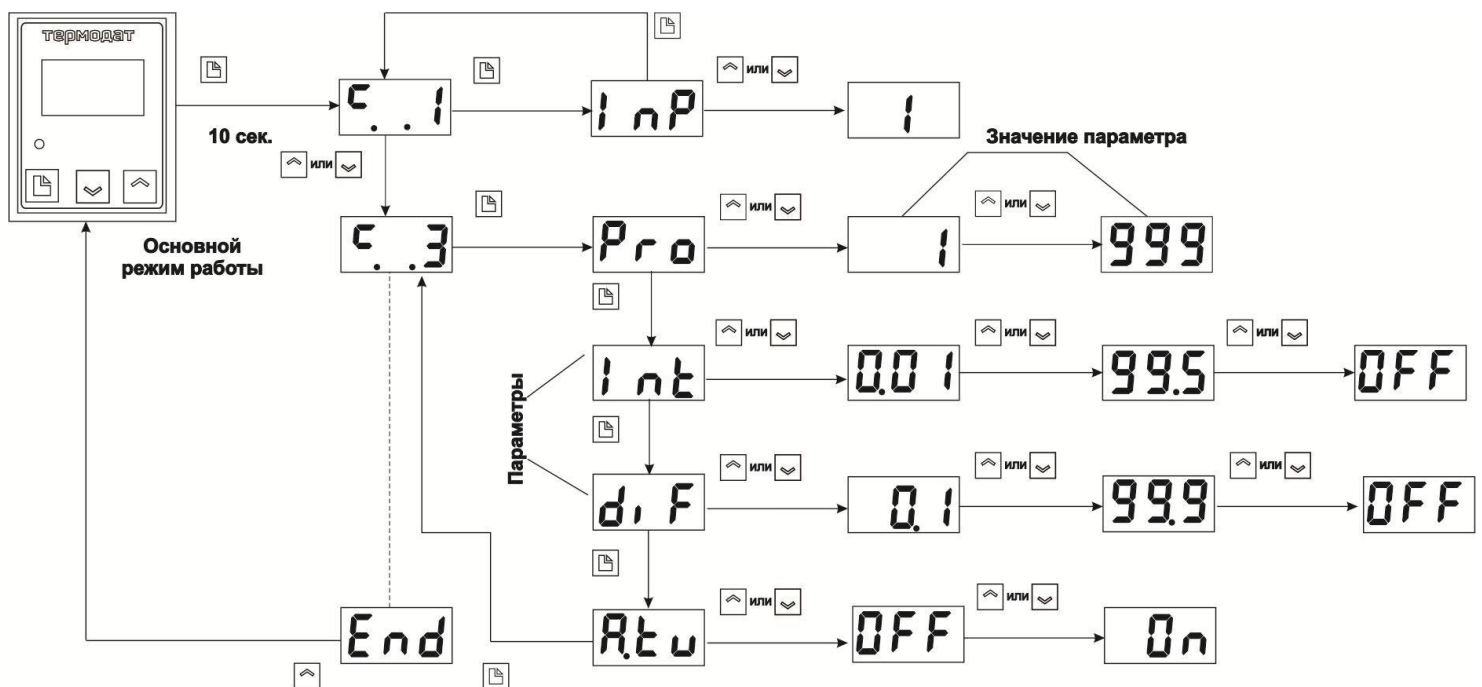 термодат
10 сек.
Основной
режим работы
С. . 1
InP
или
1
или
Значение параметра
С. . 3
Pro
или
1
или
999
Параметры
Int
или
0.01
или
99.5
или
OFF
diF
или
0.1
или
99.9
или
OFF
End
A.tu
или
OFF
или
On